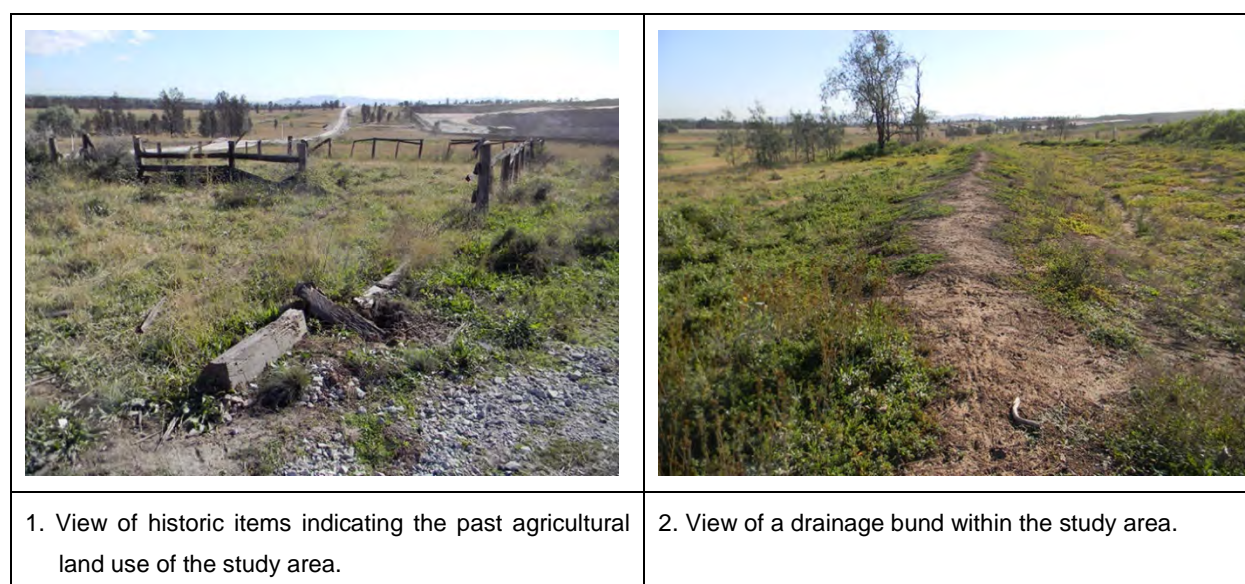 1. View of historic items indicating the past agricultural
land use of the study area.
2. View of a drainage bund within the study area.